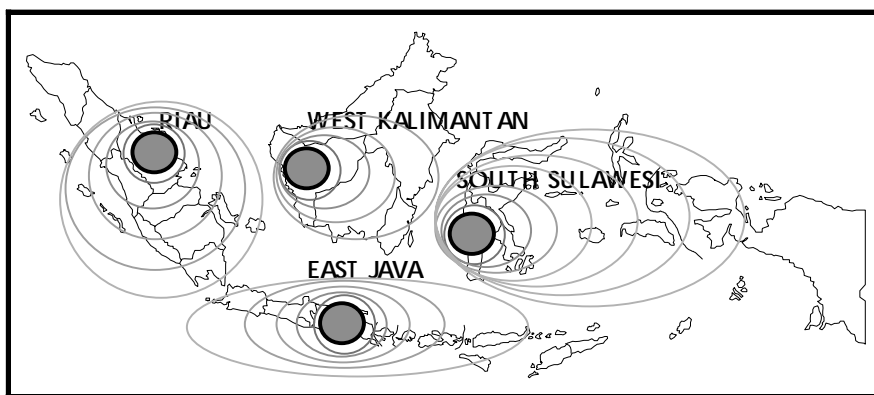 RIAU
WEST KALIMANTAN
SOUTH SULAWESI
EAST JAVA